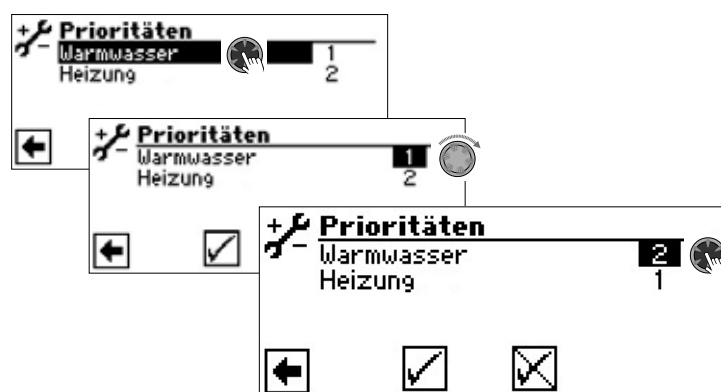 Prioritäten
Warmwasser 1
Heizung 2
Prioritäten
Warmwasser 1
Heizung 2
Prioritäten
Warmwasser 2
Heizung 1